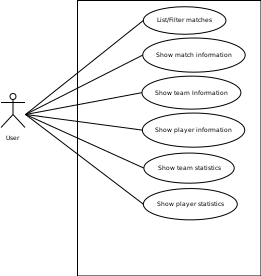 List/Filter matches
Show match information
Show team Information
Show player information
Show team statistics
Show player statistics
User